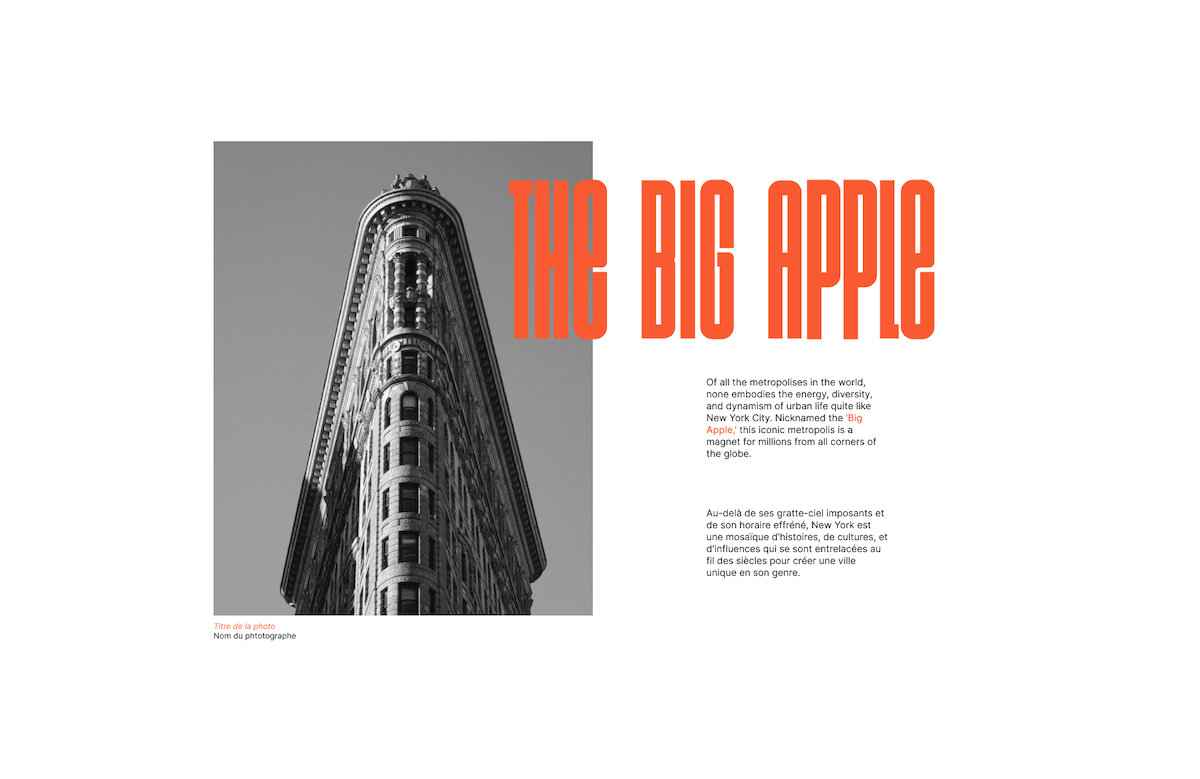 THE BIG APPLE
Of all the metropolises in the world,
none embodies the energy, diversity,
and dynamism of urban life quite like
New York City. Nicknamed the 'Big
Apple,' this iconic metropolis is a
magnet for millions from all corners of
the globe.
Au-delà de ses gratte-ciel imposants et
de son horaire effréné, New York est
une mosaïque d'histoires, de cultures, et
d'influences qui se sont entrelacées au
fil des siècles pour créer une ville
unique en son genre.
Titre de la photo
Nom du phtotographe